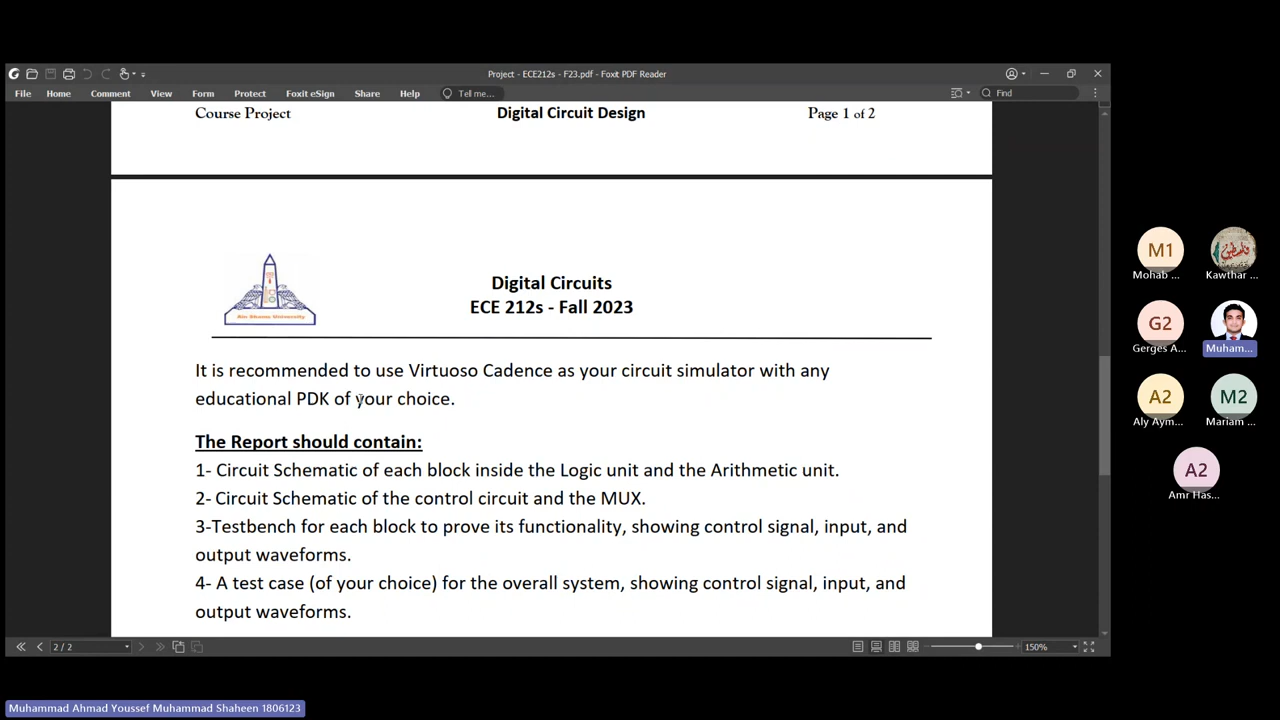 Project - ECE212s - F23.pdf - Foxit PDF Reader
File Home Comment View Form Protect Foxit eSign Share Help Tell me... Find
Course Project Digital Circuit Design Page 1 of 2
Ain Shams University
Digital Circuits
ECE 212s - Fall 2023
It is recommended to use Virtuoso Cadence as your circuit simulator with any
educational PDK of your choice.
The Report should contain:
1- Circuit Schematic of each block inside the Logic unit and the Arithmetic unit.
2- Circuit Schematic of the control circuit and the MUX.
3-Testbench for each block to prove its functionality, showing control signal, input, and
output waveforms.
4- A test case (of your choice) for the overall system, showing control signal, input, and
output waveforms.
2 / 2 150%
M1
Mohab ... Kawthar ...
G2
Gerges A... Muham...
A2 M2
Aly Aym... Mariam ...
A2
Amr Has...
Muhammad Ahmad Youssef Muhammad Shaheen 1806123